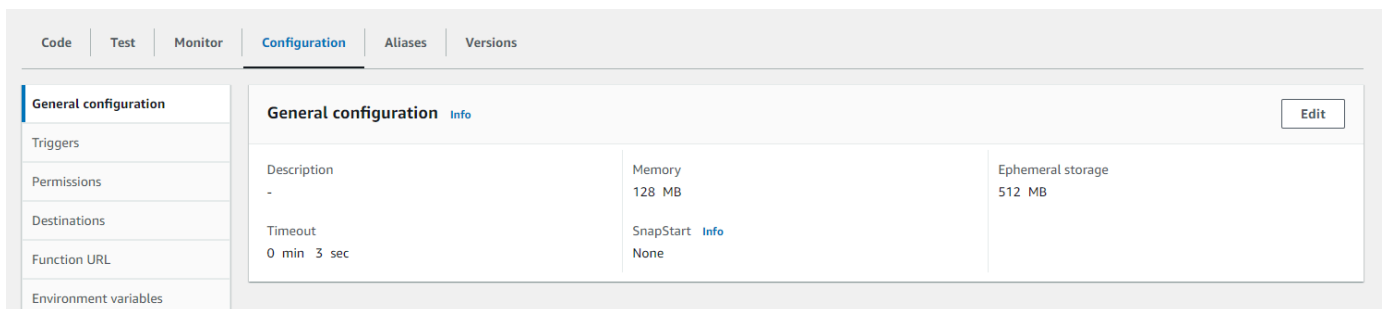 Code Test Monitor Configuration Aliases Versions
General configuration
Triggers
Permissions
Destinations
Function URL
Environment variables
General configuration Info
Edit
Description
-
Memory
128 MB
Ephemeral storage
512 MB
Timeout
0 min 3 sec
SnapStart Info
None